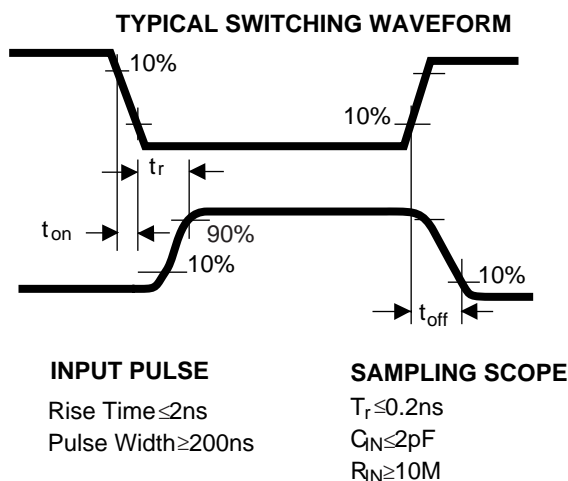 TYPICAL SWITCHING WAVEFORM
10%
10%
tr
ton
90%
10%
10%
toff
INPUT PULSE
Rise Time≤2ns
Pulse Width≥200ns
SAMPLING SCOPE
Tr≤0.2ns
CIN≤2pF
RIN≥10M